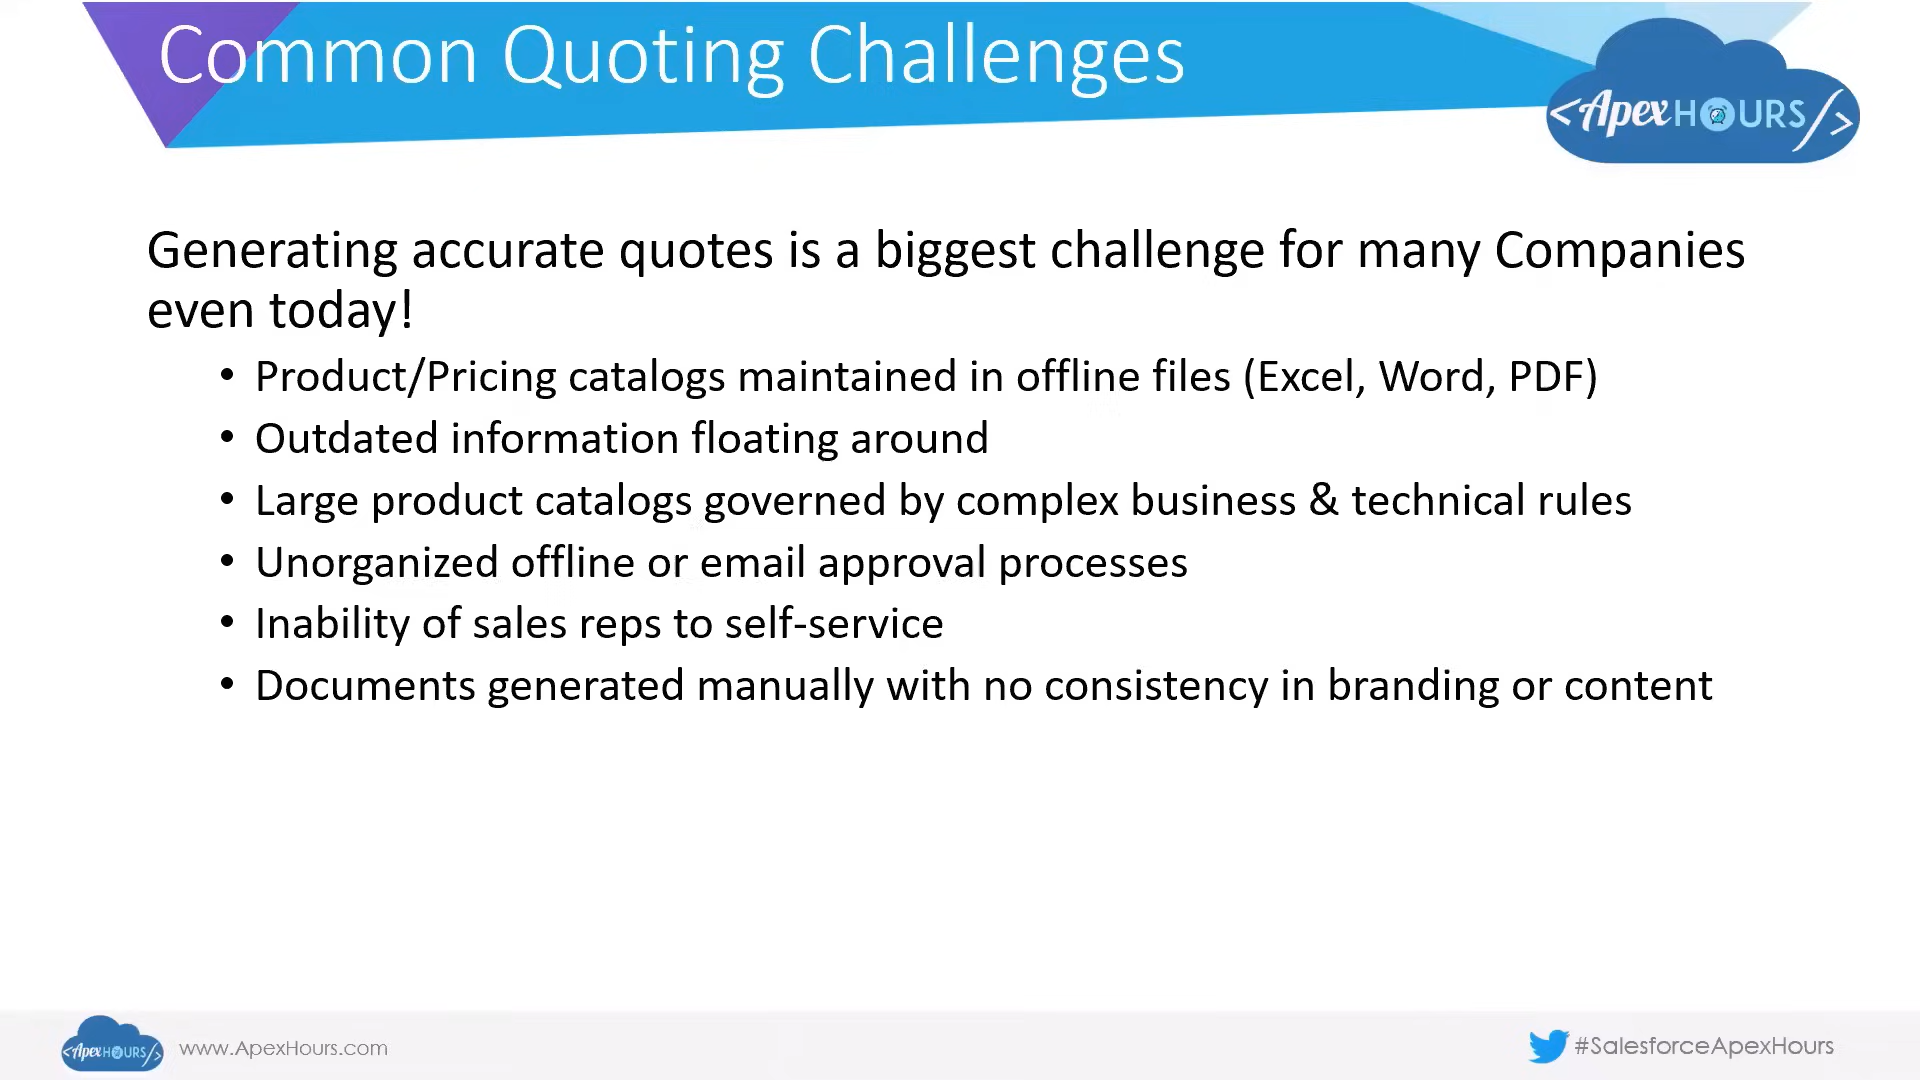 Common Quoting Challenges
<ApexHOURS/>
Generating accurate quotes is a biggest challenge for many Companies
even today!
• Product/Pricing catalogs maintained in offline files (Excel, Word, PDF)
• Outdated information floating around
• Large product catalogs governed by complex business & technical rules
• Unorganized offline or email approval processes
• Inability of sales reps to self-service
• Documents generated manually with no consistency in branding or content
<ApexHOURS/>
www.ApexHours.com
#SalesforceApexHours